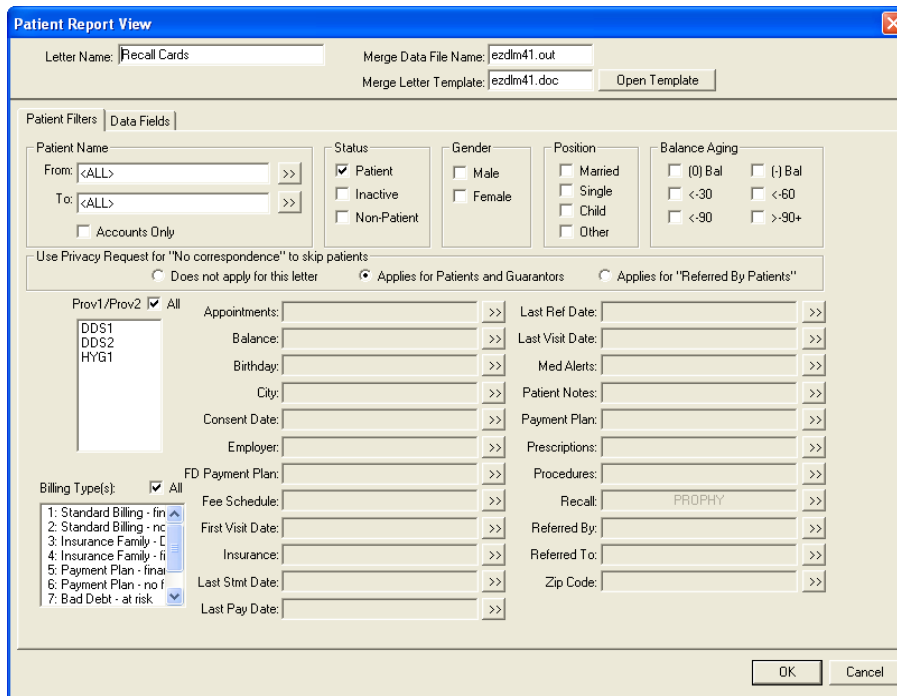 Patient Report View
Letter Name: Recall Cards
Merge Data File Name: ezdlm41.out
Merge Letter Template: ezdlm41.doc Open Template
Patient Filters Data Fields
Patient Name
From: <ALL> >>
To: <ALL> >>
Accounts Only
Status
Patient
Inactive
Non-Patient
Gender
Male
Female
Position
Married
Single
Child
Other
Balance Aging
(0) Bal (-) Bal
<-30 <-60
<-90 >-90+
Use Privacy Request for "No correspondence" to skip patients
Does not apply for this letter Applies for Patients and Guarantors Applies for "Referred By Patients"
Prov1/Prov2 All
DDS1
DDS2
HYG1
Billing Type(s): All
1: Standard Billing - fin
2: Standard Billing - no
3: Insurance Family - D
4: Insurance Family - fi
5: Payment Plan - finar
6: Payment Plan - no f
7: Bad Debt - at risk
Appointments: >>
Balance: >>
Birthday: >>
City: >>
Consent Date: >>
Employer: >>
FD Payment Plan: >>
Fee Schedule: >>
First Visit Date: >>
Insurance: >>
Last Stmt Date: >>
Last Pay Date: >>
Last Ref Date: >>
Last Visit Date: >>
Med Alerts: >>
Patient Notes: >>
Payment Plan: >>
Prescriptions: >>
Procedures: >>
Recall: PROPHY >>
Referred By: >>
Referred To: >>
Zip Code: >>
OK Cancel